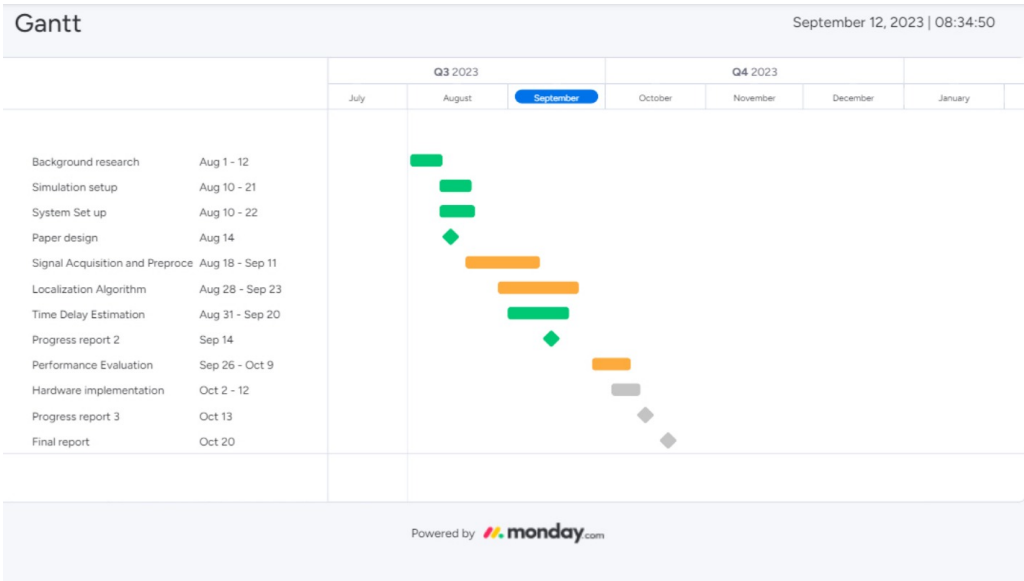 Gantt
September 12, 2023 | 08:34:50
Q3 2023 Q4 2023
July August September October November December January
Background research Aug 1 - 12
Simulation setup Aug 10 - 21
System Set up Aug 10 - 22
Paper design Aug 14
Signal Acquisition and Preproce Aug 18 - Sep 11
Localization Algorithm Aug 28 - Sep 23
Time Delay Estimation Aug 31 - Sep 20
Progress report 2 Sep 14
Performance Evaluation Sep 26 - Oct 9
Hardware implementation Oct 2 - 12
Progress report 3 Oct 13
Final report Oct 20
Powered by monday.com